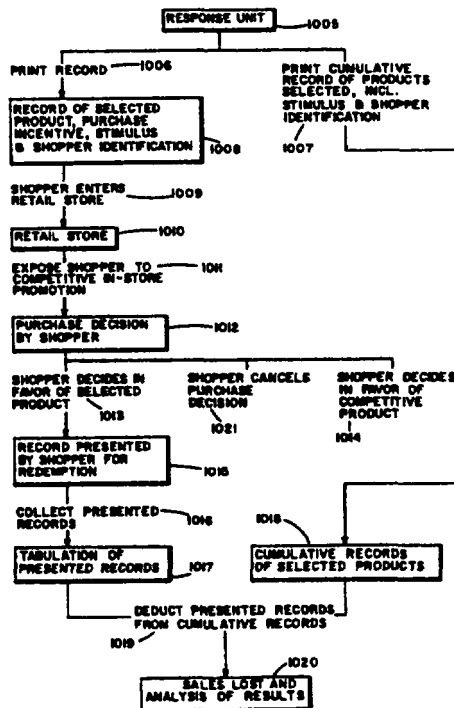 RESPONSE UNIT
1005
PRINT RECORD
1006
PRINT CUMULATIVE
RECORD OF PRODUCTS
SELECTED, INCL.
STIMULUS & SHOPPER
IDENTIFICATION
1007
RECORD OF SELECTED
PRODUCT, PURCHASE
INCENTIVE, STIMULUS
& SHOPPER IDENTIFICATION
1008
SHOPPER ENTERS
RETAIL STORE
1009
RETAIL STORE
1010
EXPOSE SHOPPER TO
COMPETITIVE IN-STORE
PROMOTION
1011
PURCHASE DECISION
BY SHOPPER
1012
SHOPPER DECIDES IN
FAVOR OF SELECTED
PRODUCT
1013
SHOPPER CANCELS
PURCHASE
DECISION
1021
SHOPPER DECIDES
IN FAVOR OF
COMPETITIVE
PRODUCT
1014
RECORD PRESENTED
BY SHOPPER FOR
REDEMPTION
1015
COLLECT PRESENTED
RECORDS
1016
1018
TABULATION OF
PRESENTED RECORDS
1017
CUMULATIVE RECORDS
OF SELECTED PRODUCTS
DEDUCT PRESENTED RECORDS
FROM CUMULATIVE RECORDS
1019
1020
SALES LOST AND
ANALYSIS OF RESULTS